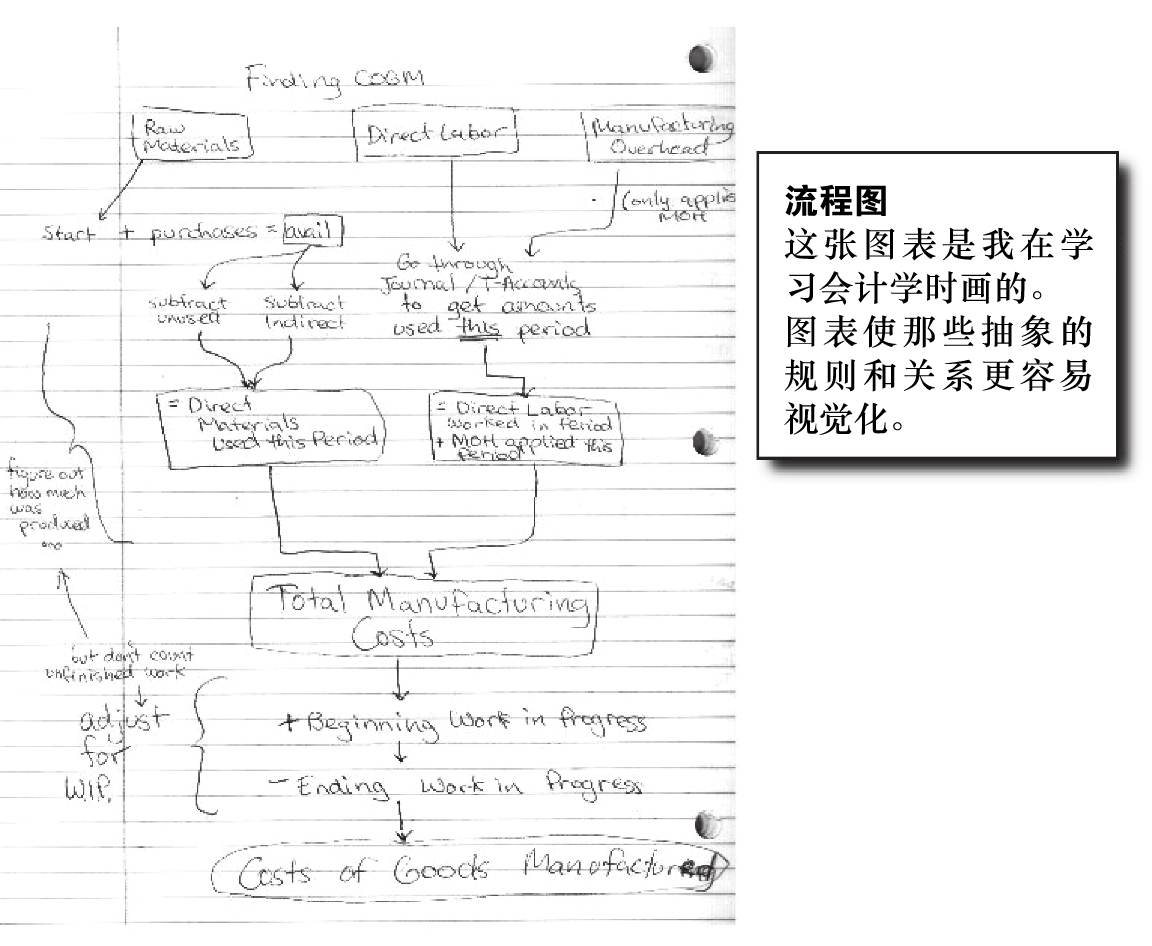 Finding COGM
Raw
Materials
Direct Labor
Manufacturing
Overhead
(only applies
MOH
Start + purchases = avail
subtract
unused
Subtract
Indirect
Go through
Journal / T-Accounts
to get amounts
used this period
= Direct
Materials
Used this Period
= Direct Labor
worked in Period
+ MOH applied this
Period
figure out
how much
was
produced
Total Manufacturing
Costs
but don't count
unfinished work
adjust
for
W.I.P.
+ Beginning Work in Progress
- Ending Work in Progress
Costs of Goods Manufactured
流程图
这张图表是我在学
习会计学时画的。
图表使那些抽象的
规则和关系更容易
视觉化。